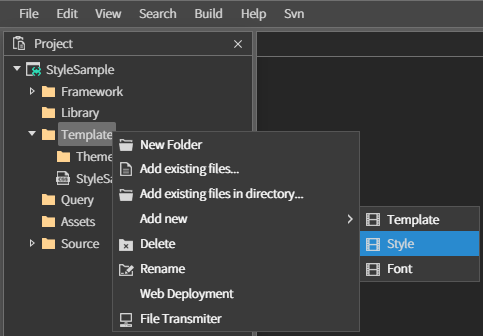 File Edit View Search Build Help Svn
Project
StyleSample
Framework
Library
Template
Theme
StyleSa
Query
Assets
Source
New Folder
Add existing files...
Add existing files in directory...
Add new
Delete
Rename
Web Deployment
File Transmiter
Template
Style
Font